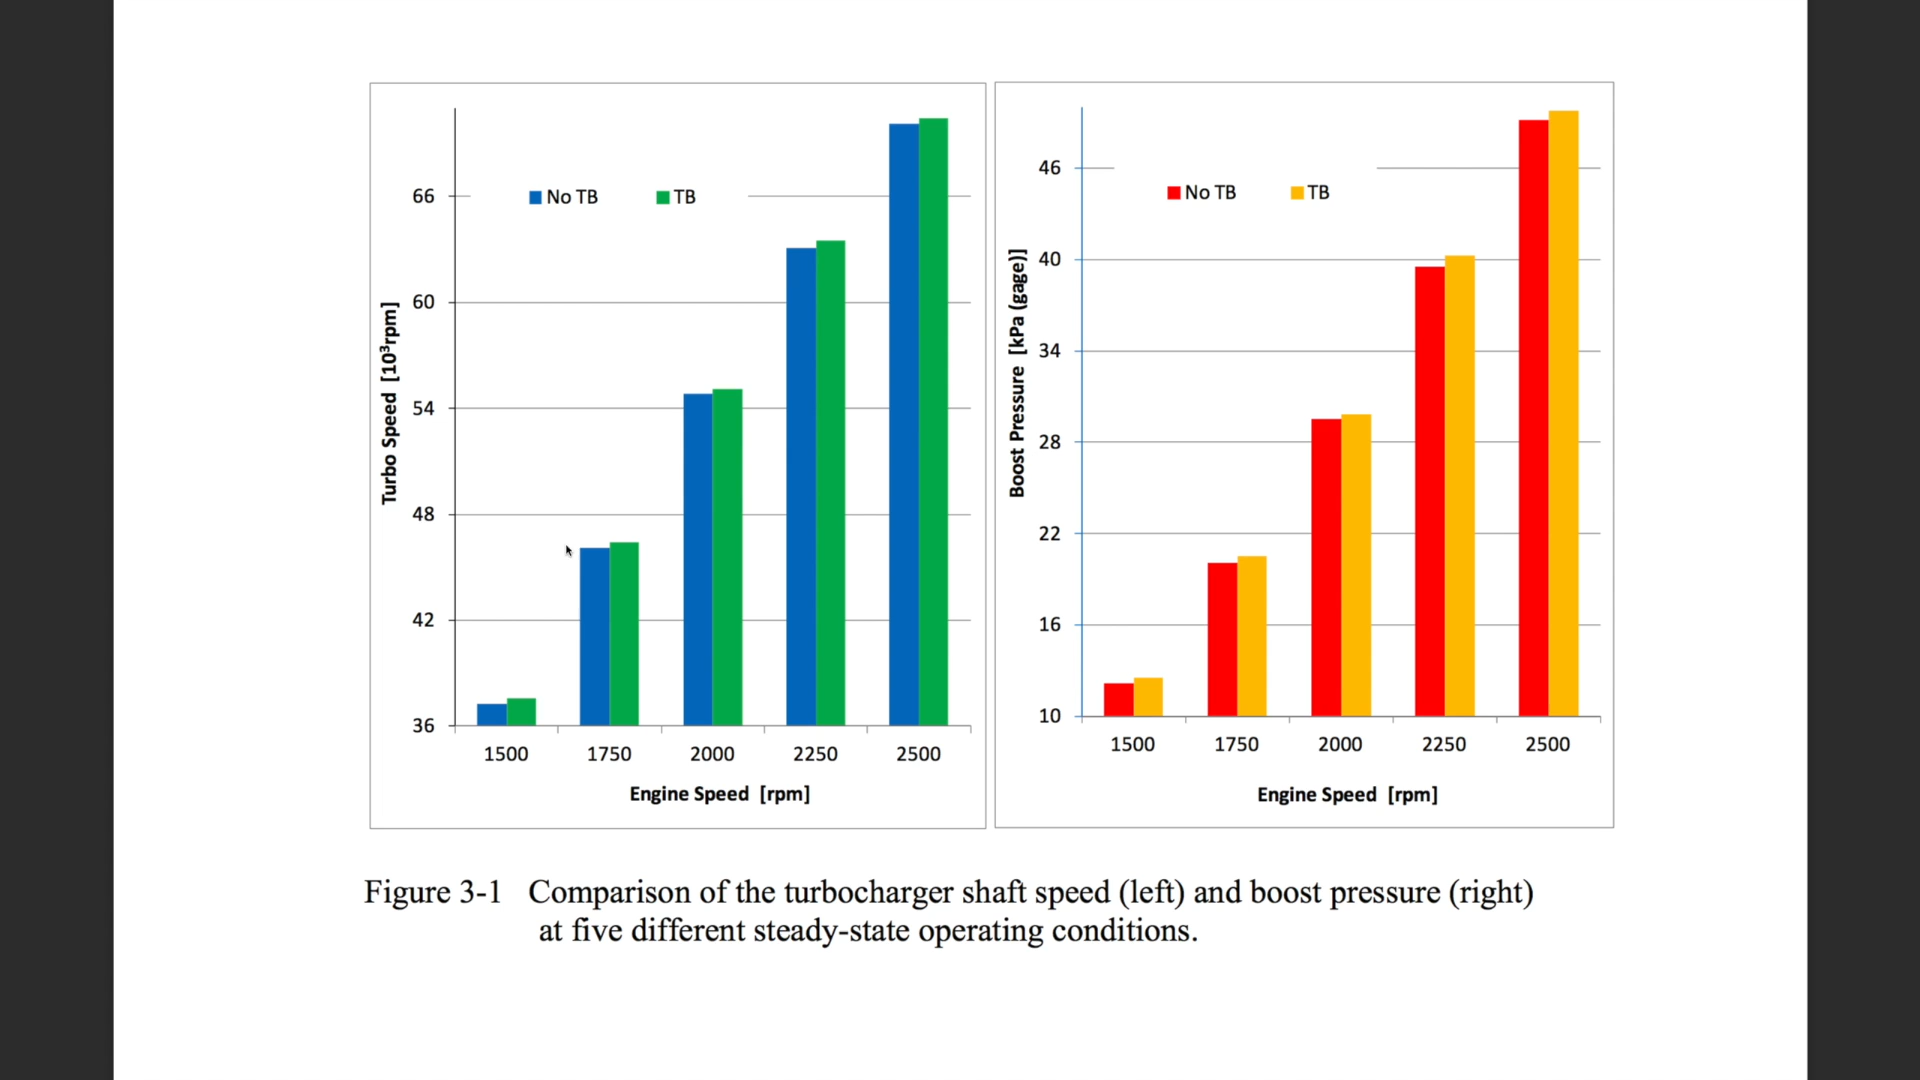 66
60
54
48
42
36
No TB
TB
Turbo Speed [10³rpm]
1500 1750 2000 2250 2500
Engine Speed [rpm]
46
40
34
28
22
16
10
No TB
TB
Boost Pressure [kPa (gage)]
1500 1750 2000 2250 2500
Engine Speed [rpm]
Figure 3-1 Comparison of the turbocharger shaft speed (left) and boost pressure (right)
at five different steady-state operating conditions.